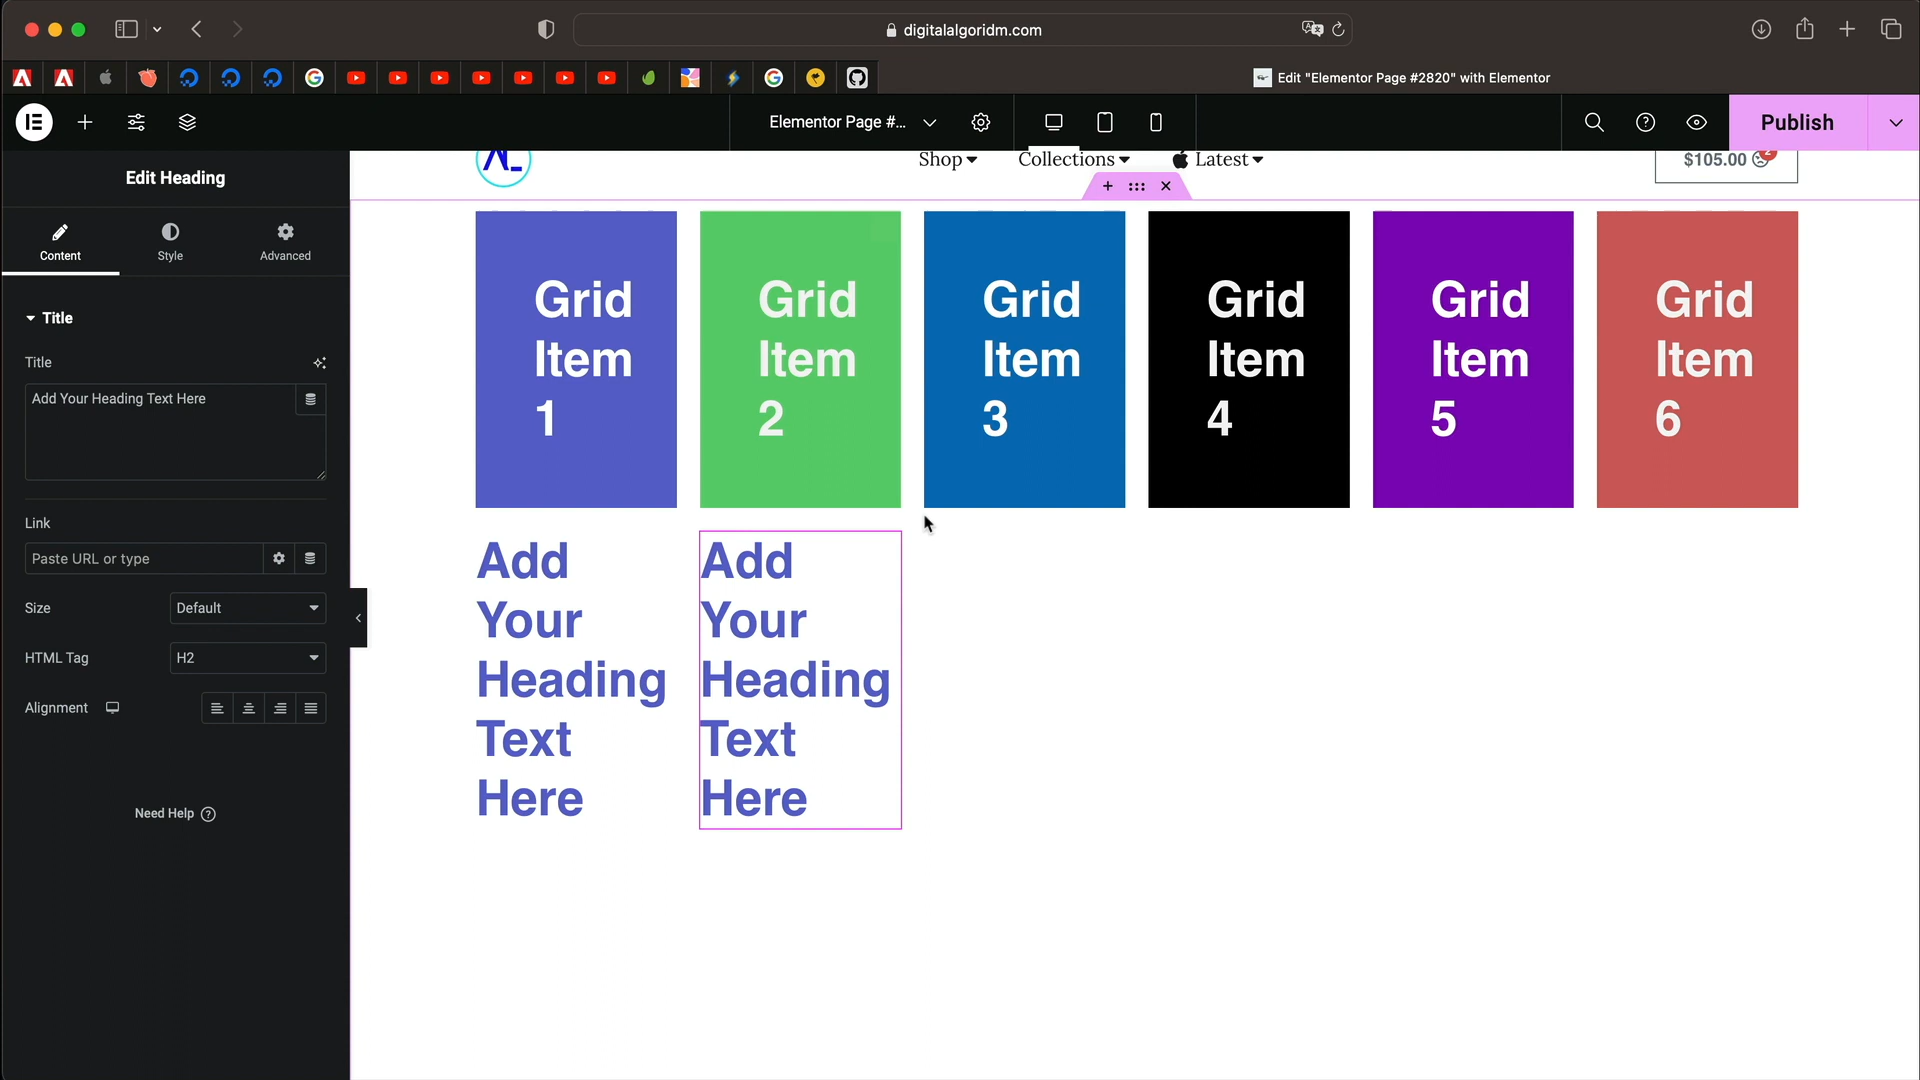 digitalalgoridm.com
Edit "Elementor Page #2820" with Elementor
Elementor Page #...
Publish
Edit Heading
Content
Style
Advanced
Title
Title
Add Your Heading Text Here
Link
Paste URL or type
Size
Default
HTML Tag
H2
Alignment
Need Help
Shop
Collections
Latest
$105.00
2
Grid
Item
1
Grid
Item
2
Grid
Item
3
Grid
Item
4
Grid
Item
5
Grid
Item
6
Add
Your
Heading
Text
Here
Add
Your
Heading
Text
Here